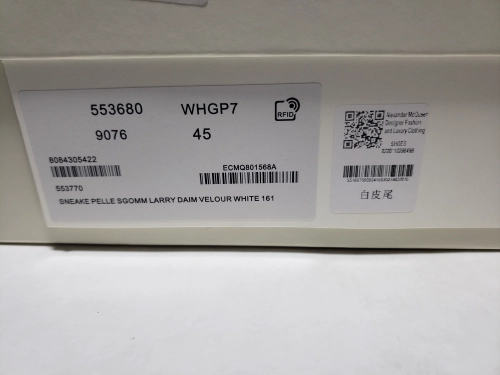 553680 WHGP7 RFID
9076 45
8084305422
ECMQ801568A
553770
SNEAKE PELLE SGOMM LARRY DAIM VELOUR WHITE 161
Alexander McQueen
Designer Fashion
and Luxury Clothing
SHOES
白皮尾